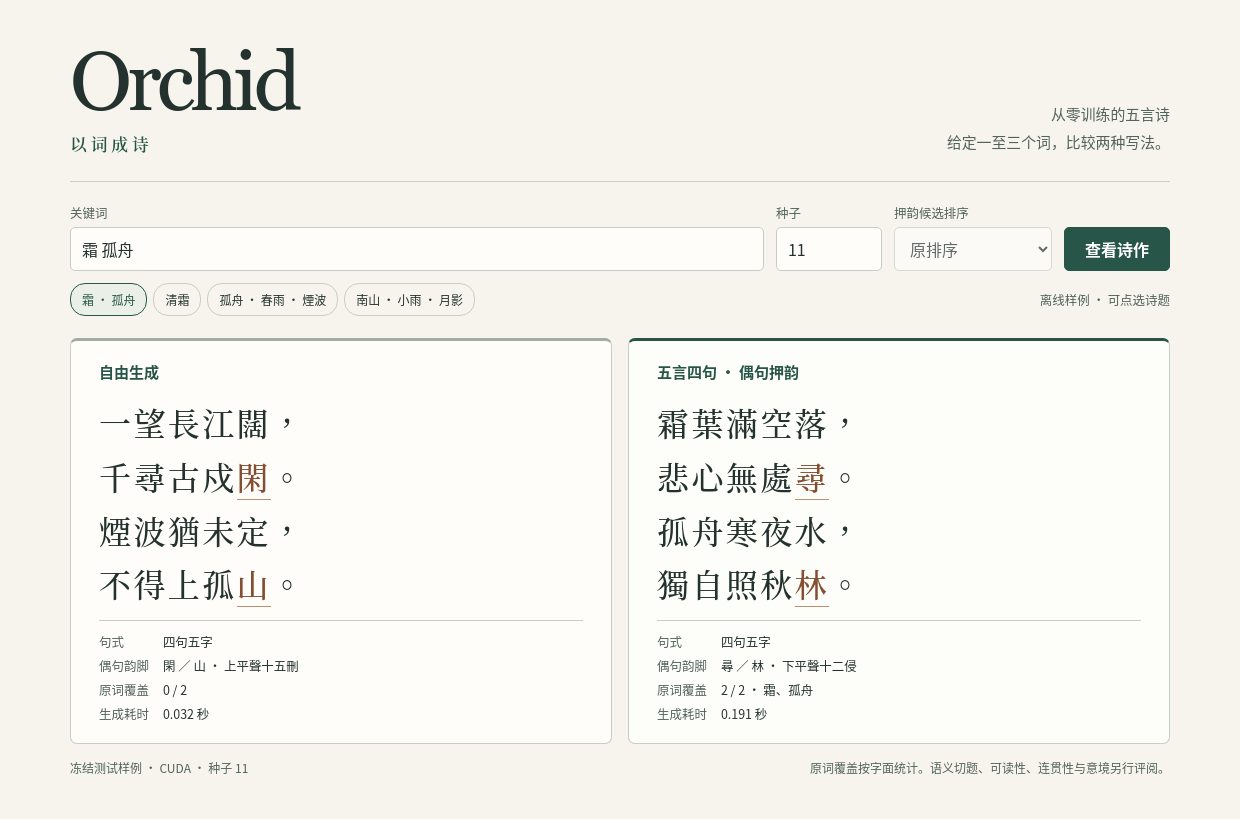 Orchid
以词成诗
从零训练的五言诗
给定一至三个词，比较两种写法。
关键词
种子
押韵候选排序
霜 孤舟
11
原排序
查看诗作
霜 · 孤舟
清霜
孤舟 · 春雨 · 煙波
南山 · 小雨 · 月影
离线样例 · 可点选诗题
自由生成
一望長江闊，
千尋古戍閑。
煙波猶未定，
不得上孤山。
句式 四句五字
偶句韵脚 閑 ／ 山 · 上平聲十五刪
原词覆盖 0 / 2
生成耗时 0.032 秒
五言四句 · 偶句押韵
霜葉滿空落，
悲心無處尋。
孤舟寒夜水，
獨自照秋林。
句式 四句五字
偶句韵脚 尋 ／ 林 · 下平聲十二侵
原词覆盖 2 / 2 · 霜、孤舟
生成耗时 0.191 秒
冻结测试样例 · CUDA · 种子 11
原词覆盖按字面统计。语义切题、可读性、连贯性与意境另行评阅。